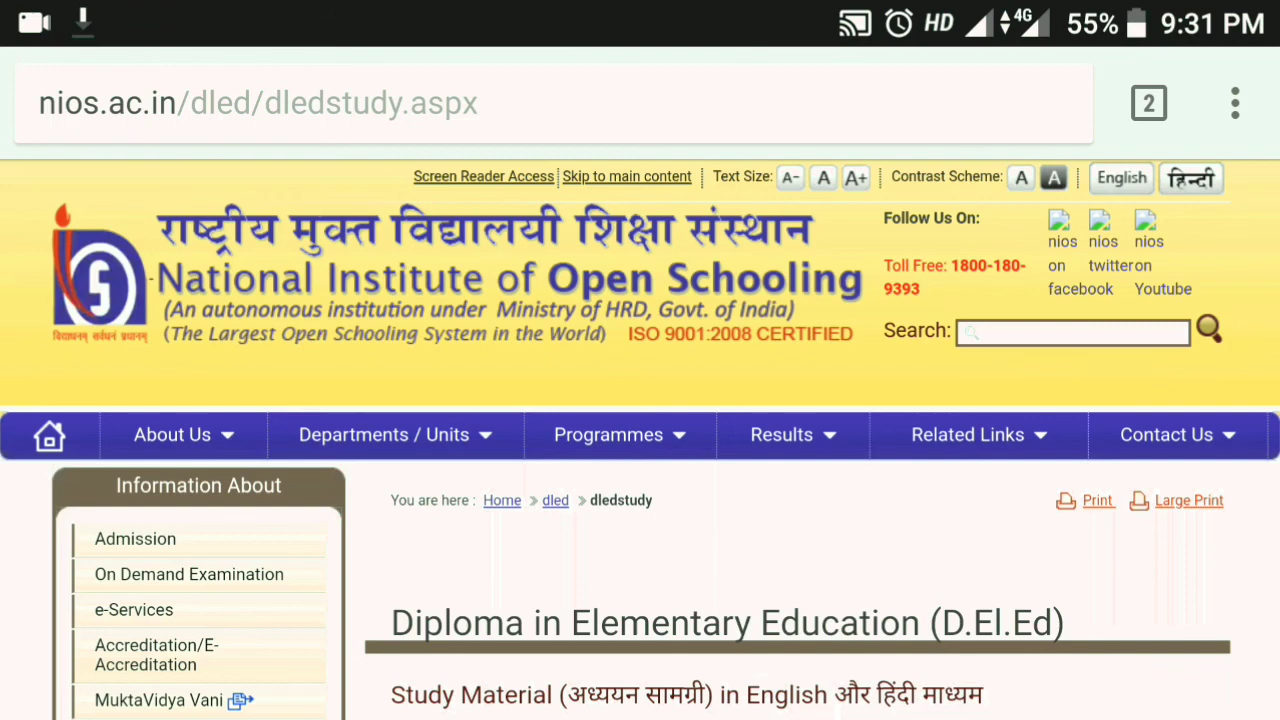 HD 4G 55% 9:31 PM
nios.ac.in/dled/dledstudy.aspx
2
Screen Reader Access Skip to main content Text Size: A- A A+ Contrast Scheme: A A English हिन्दी
राष्ट्रीय मुक्त विद्यालयी शिक्षा संस्थान
National Institute of Open Schooling
(An autonomous institution under Ministry of HRD, Govt. of India)
(The Largest Open Schooling System in the World) ISO 9001:2008 CERTIFIED
विद्याधनम् सर्वधनं प्रधानम्
Follow Us On:
nios on facebook
nios twitter
nios on Youtube
Toll Free: 1800-180-
9393
Search:
About Us Departments / Units Programmes Results Related Links Contact Us
Information About
Admission
On Demand Examination
e-Services
Accreditation/E-
Accreditation
MuktaVidya Vani
You are here : Home » dled » dledstudy
Print Large Print
Diploma in Elementary Education (D.El.Ed)
Study Material (अध्ययन सामग्री) in English और हिंदी माध्यम